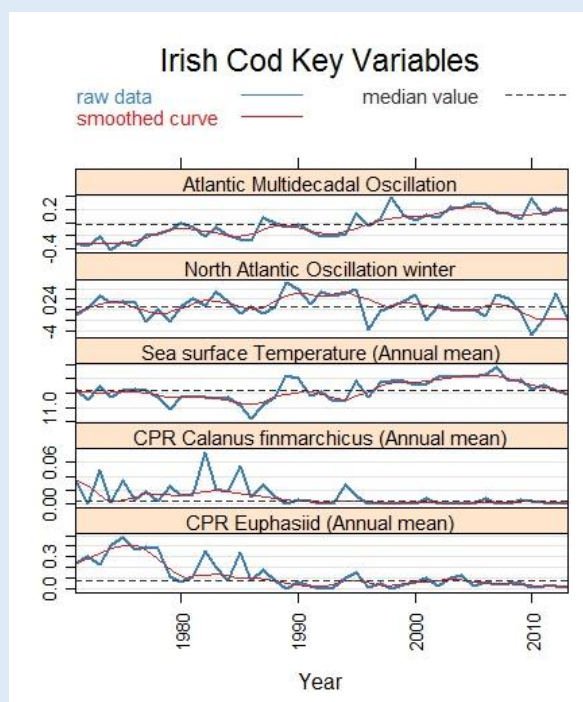 Irish Cod Key Variables
raw data
median value
smoothed curve
Atlantic Multidecadal Oscillation
0.2
-0.4
North Atlantic Oscillation winter
0 2 4
-4
Sea surface Temperature (Annual mean)
11.0
CPR Calanus finmarchicus (Annual mean)
0.06
0.00
CPR Euphasiid (Annual mean)
0.3
0.0
1980
1990
2000
2010
Year